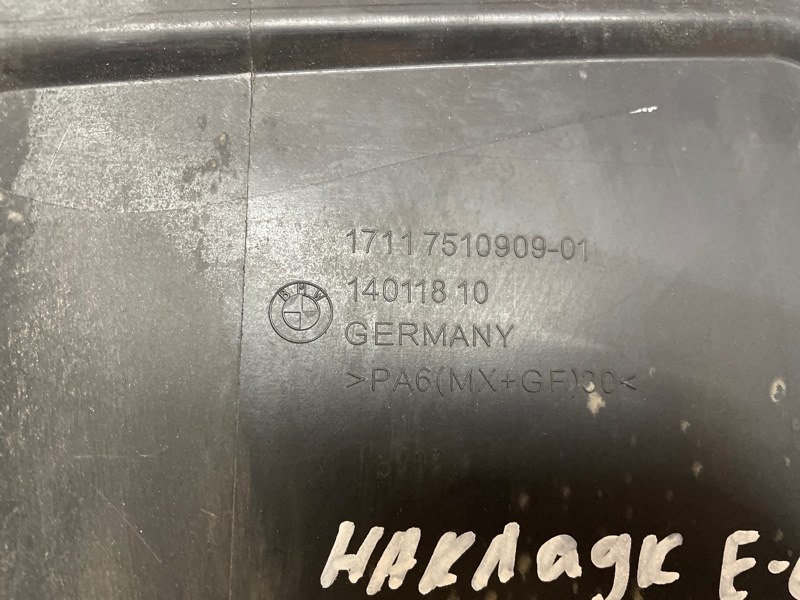 1711 7510909-01
BMW
140118 10
GERMANY
>PA6(MX+GF)30<
накладк Е-